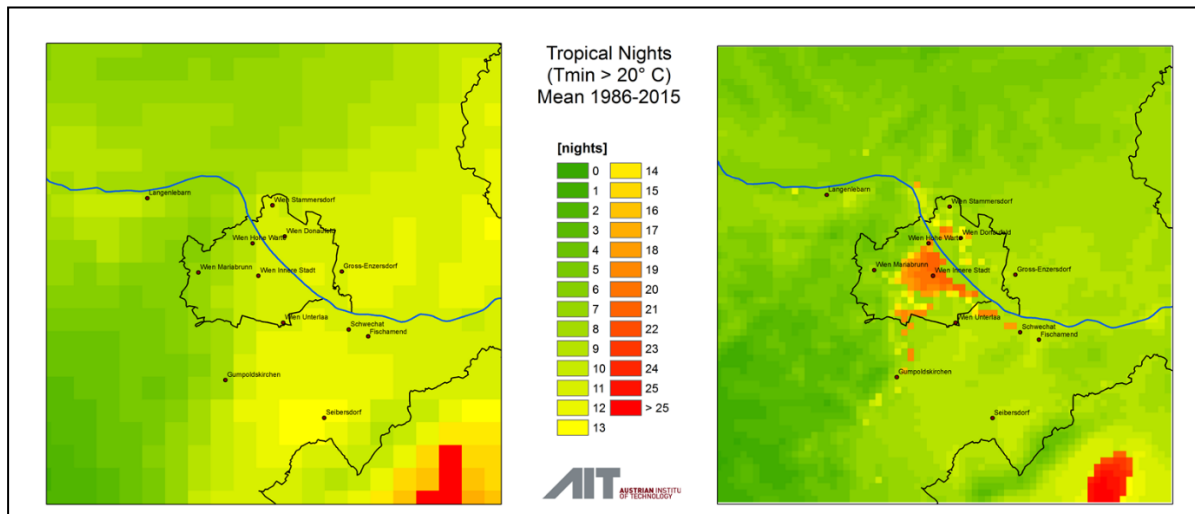 Tropical Nights
(Tmin > 20° C)
Mean 1986-2015
[nights]
0
1
2
3
4
5
6
7
8
9
10
11
12
13
14
15
16
17
18
19
20
21
22
23
24
25
> 25
AIT AUSTRIAN INSTITU
OF TECHNOLOGY
Langenlebarn
Wien Stammersdorf
Wien Donaufeld
Wien Hohe Warte
Wien Mariabrunn
Wien Innere Stadt
Gross-Enzersdorf
Wien Unterlaa
Schwechat
Fischamend
Gumpoldskirchen
Seibersdorf
Langenlebarn
Wien Stammersdorf
Wien Donaufeld
Wien Hohe Warte
Wien Mariabrunn
Wien Innere Stadt
Gross-Enzersdorf
Wien Unterlaa
Schwechat
Fischamend
Gumpoldskirchen
Seibersdorf